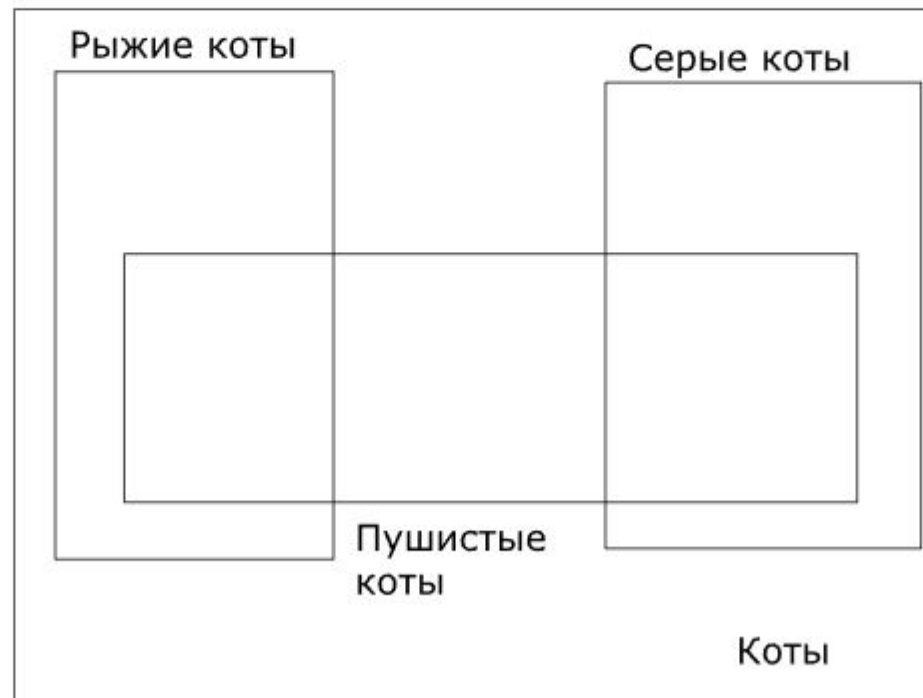 Рыжие коты
Серые коты
Пушистые
коты
Коты